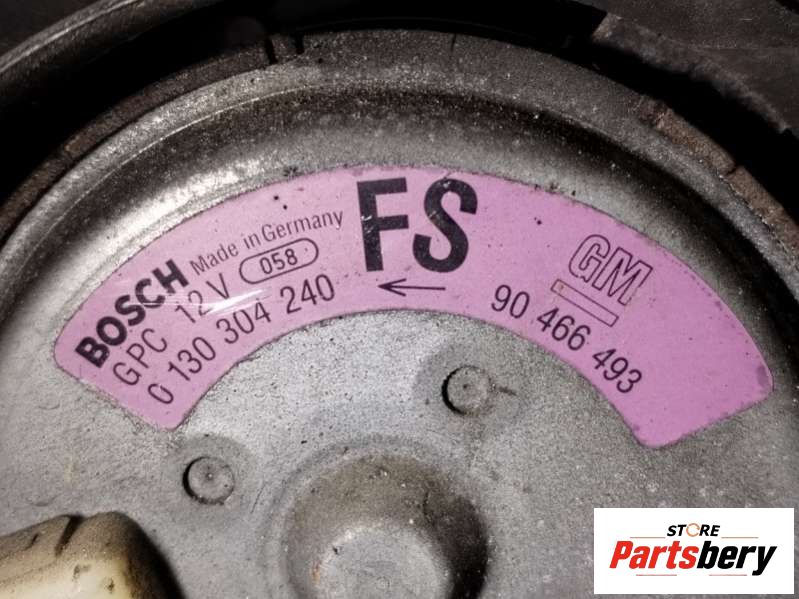 BOSCH Made in Germany
GPC 12 V 058
0 130 304 240
FS
←
GM
90 466 493
STORE
Partsbery